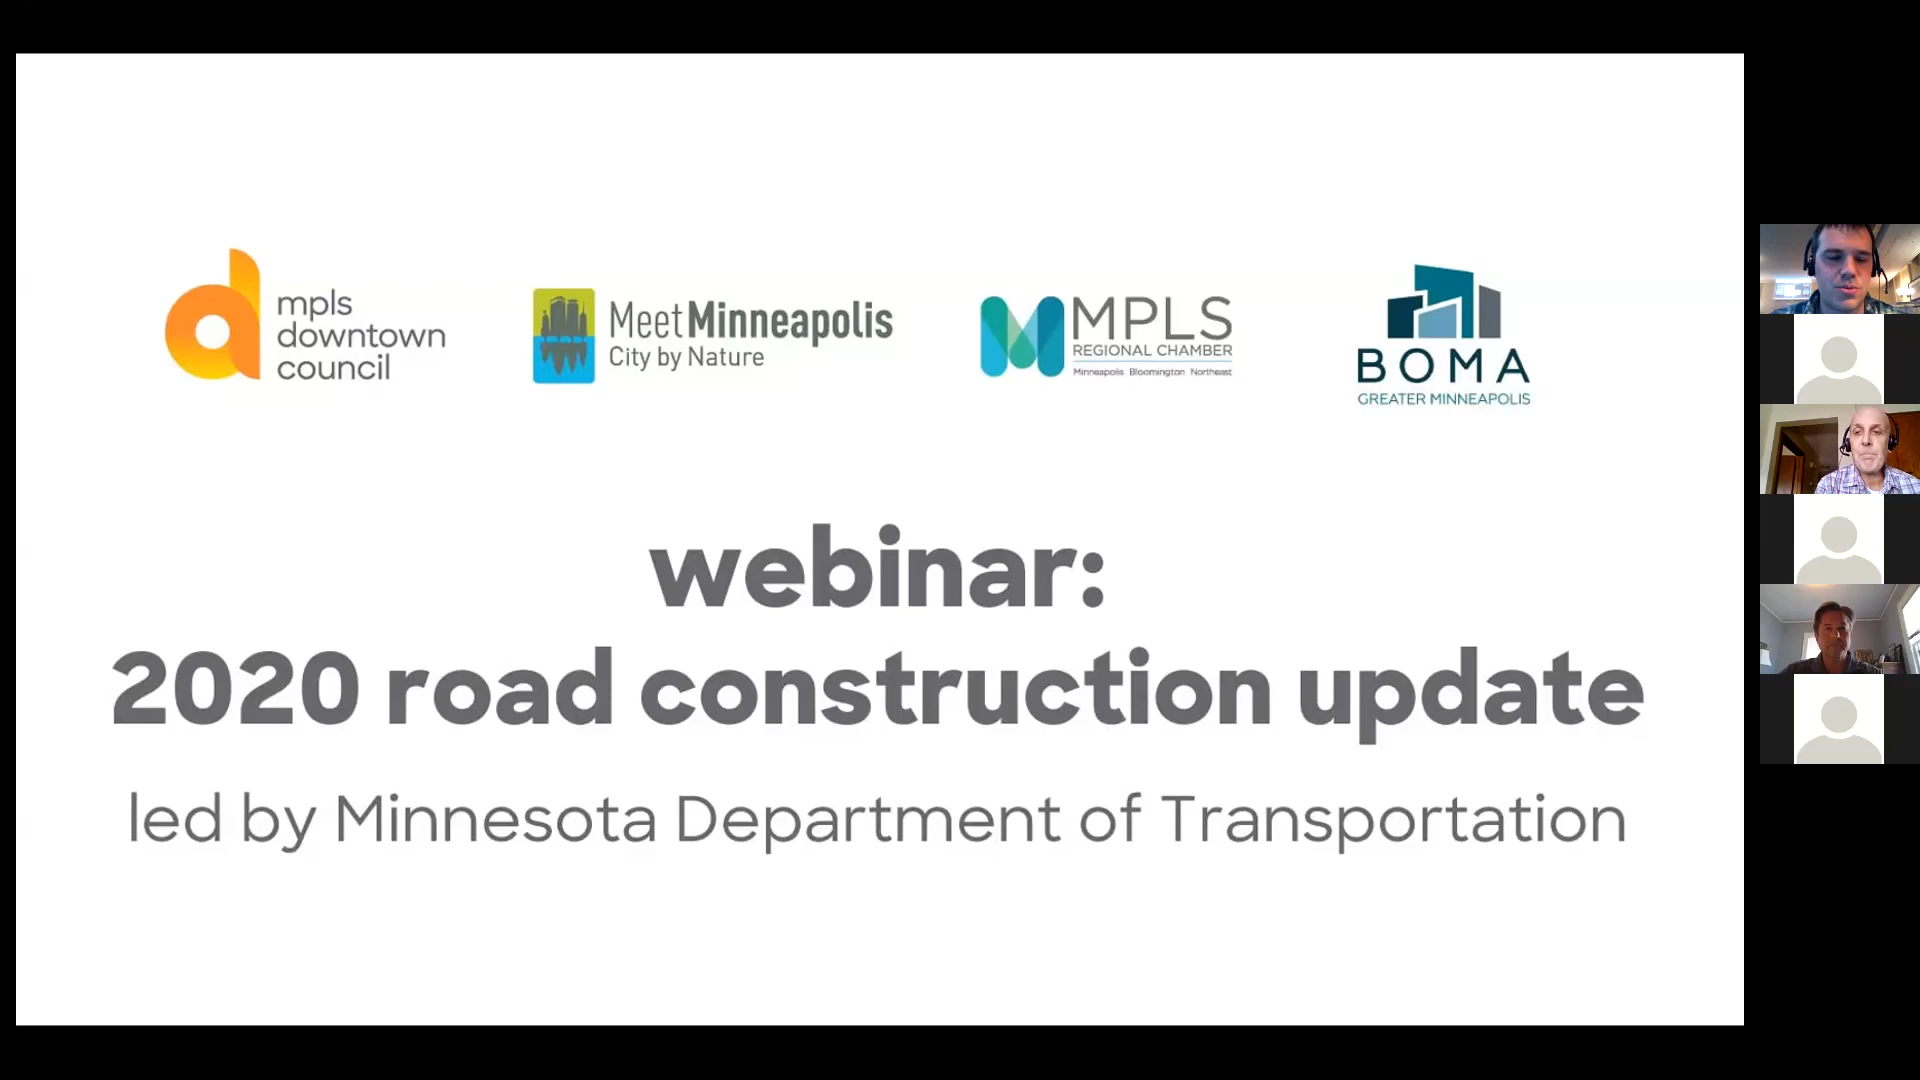 mpls
downtown
council
MeetMinneapolis
City by Nature
MPLS
REGIONAL CHAMBER
Minneapolis Bloomington Northeast
BOMA
GREATER MINNEAPOLIS
webinar:
2020 road construction update
led by Minnesota Department of Transportation